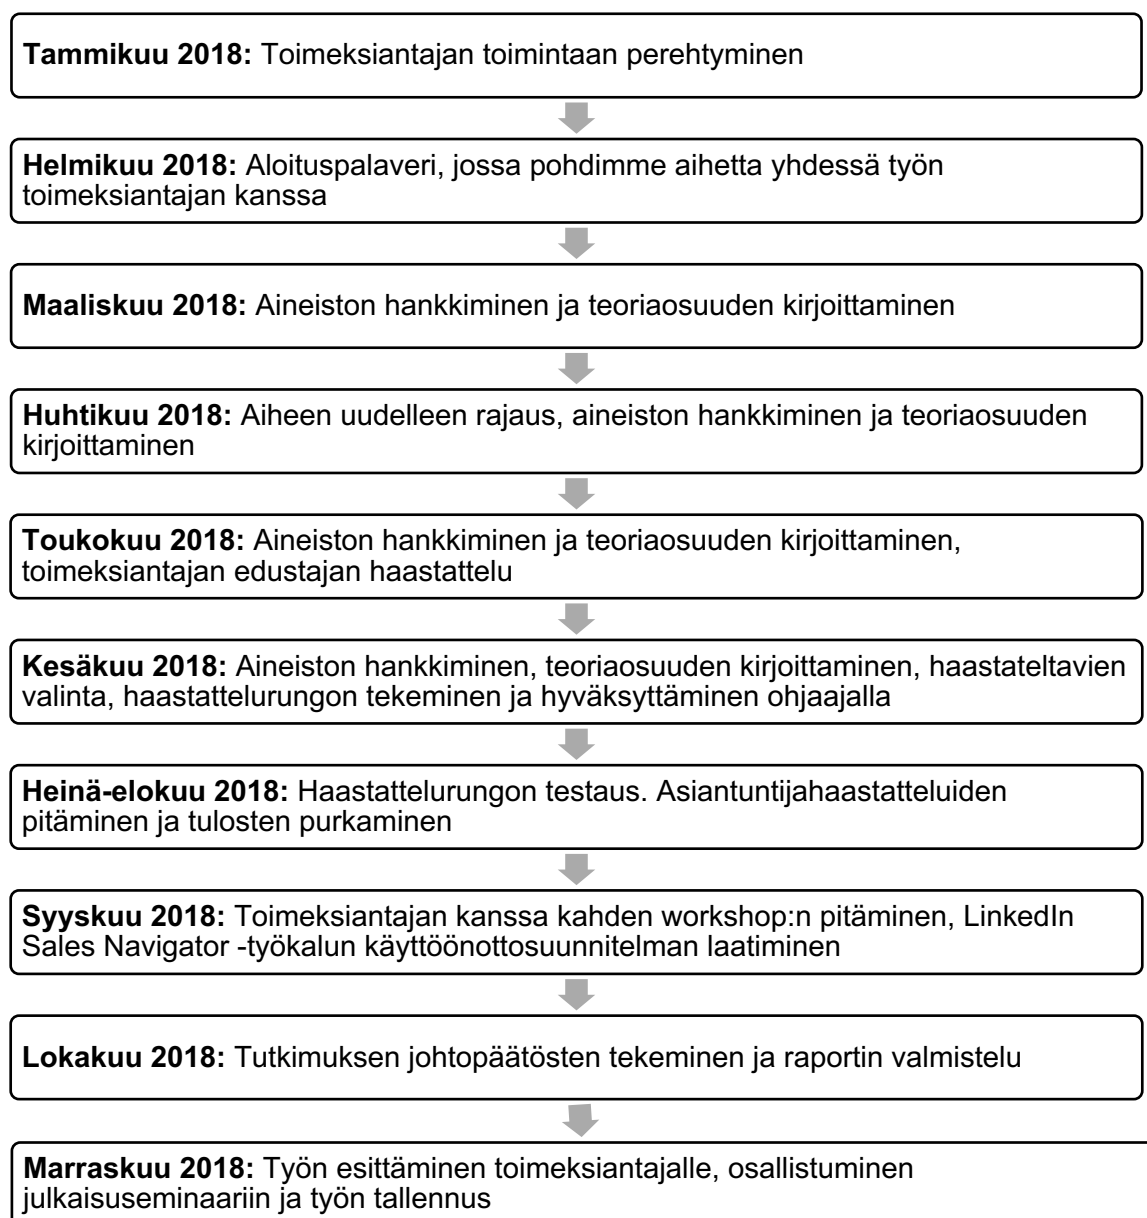 Tammikuu 2018: Toimeksiantajan toimintaan perehtyminen
Helmikuu 2018: Aloituspalaveri, jossa pohdimme aihetta yhdessä työn
toimeksiantajan kanssa
Maaliskuu 2018: Aineiston hankkiminen ja teoriaosuuden kirjoittaminen
Huhtikuu 2018: Aiheen uudelleen rajaus, aineiston hankkiminen ja teoriaosuuden
kirjoittaminen
Toukokuu 2018: Aineiston hankkiminen ja teoriaosuuden kirjoittaminen,
toimeksiantajan edustajan haastattelu
Kesäkuu 2018: Aineiston hankkiminen, teoriaosuuden kirjoittaminen, haastateltavien
valinta, haastattelurungon tekeminen ja hyväksyttäminen ohjaajalla
Heinä-elokuu 2018: Haastattelurungon testaus. Asiantuntijahaastatteluiden
pitäminen ja tulosten purkaminen
Syyskuu 2018: Toimeksiantajan kanssa kahden workshop:n pitäminen, LinkedIn
Sales Navigator -työkalun käyttöönottosuunnitelman laatiminen
Lokakuu 2018: Tutkimuksen johtopäätösten tekeminen ja raportin valmistelu
Marraskuu 2018: Työn esittäminen toimeksiantajalle, osallistuminen
julkaisuseminaariin ja työn tallennus